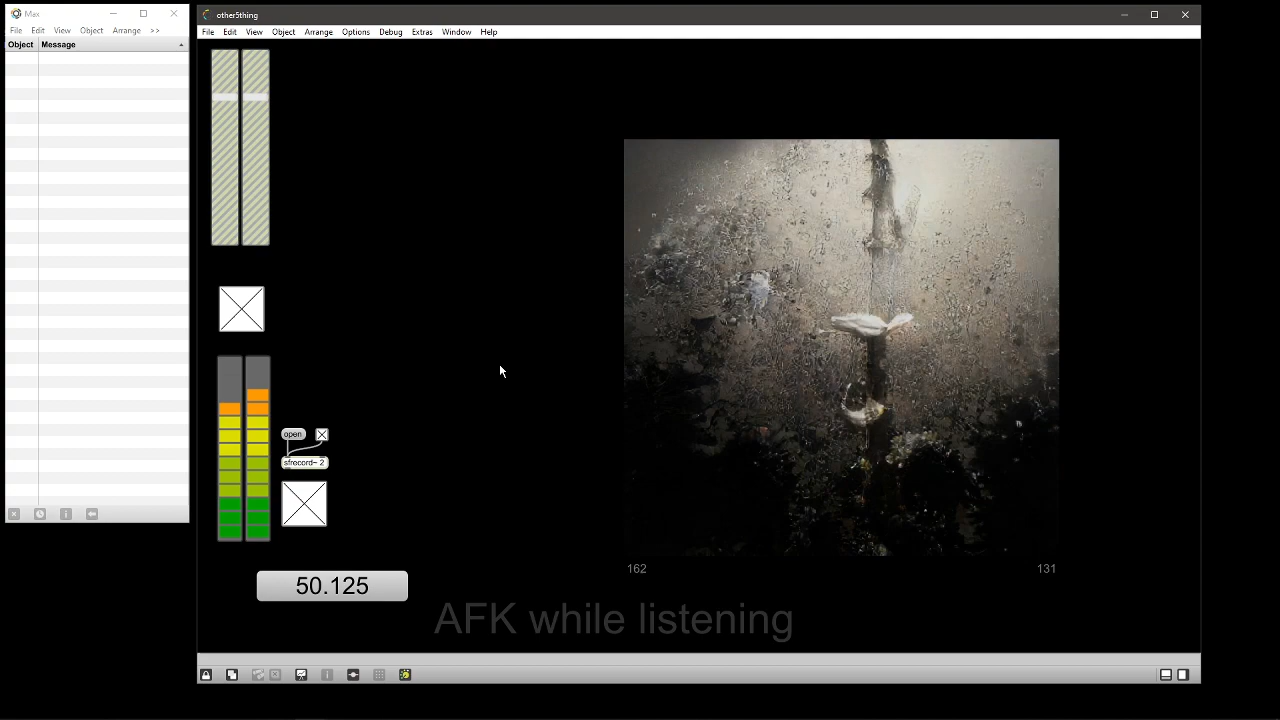 Max
File Edit View Object Arrange >>
Object Message
other5thing
File Edit View Object Arrange Options Debug Extras Window Help
open
sfrecord~ 2
162
131
50.125
AFK while listening